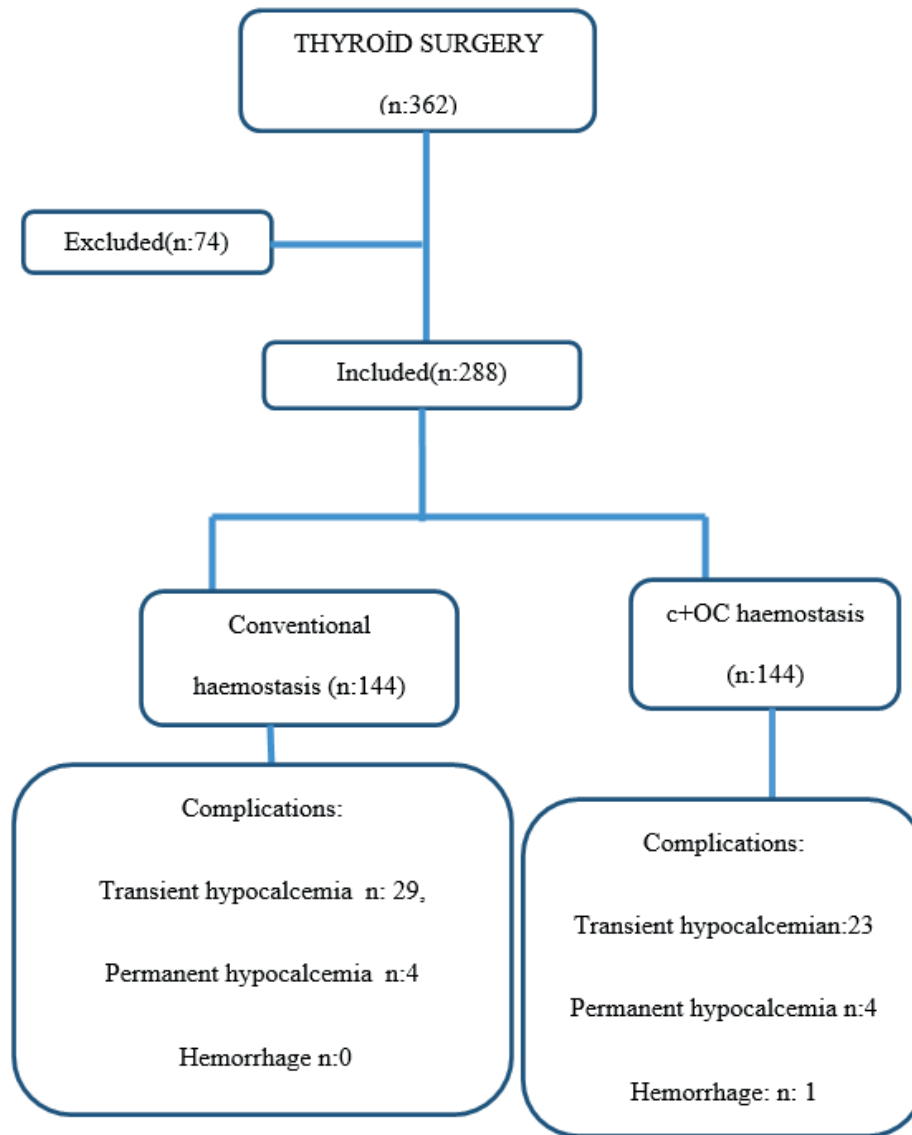 THYROİD SURGERY
(n:362)
Excluded(n:74)
Included(n:288)
Conventional
haemostasis (n:144)
c+OC haemostasis
(n:144)
Complications:
Transient hypocalcemia n: 29,
Permanent hypocalcemia n:4
Hemorrhage n:0
Complications:
Transient hypocalcemian:23
Permanent hypocalcemia n:4
Hemorrhage: n: 1